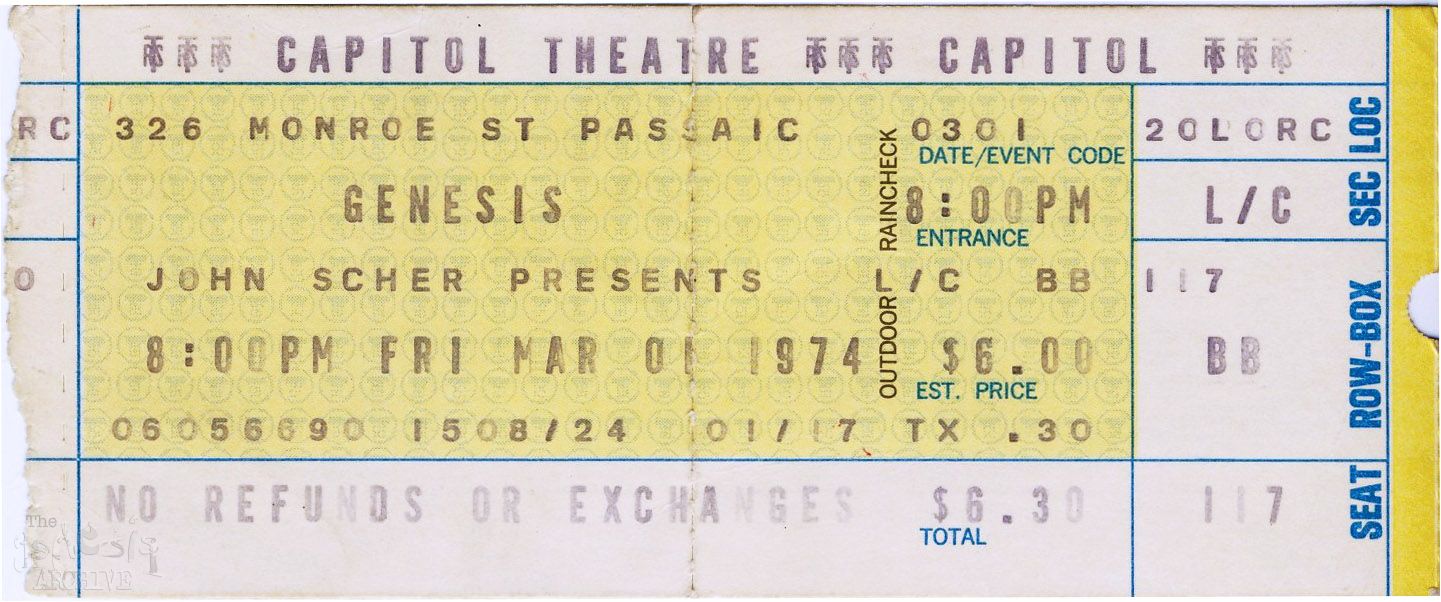 CAPITOL THEATRE CAPITOL
RC 326 MONROE ST PASSAIC 0301 20LORC
DATE/EVENT CODE
GENESIS 8:00PM L/C
ENTRANCE
OUTDOOR RAINCHECK
0 JOHN SCHER PRESENTS L/C BB 117
8:00PM FRI MAR 01 1974 $6.00 BB
EST. PRICE
06056690 1508/24 01/17 TX .30
NO REFUNDS OR EXCHANGES $6.30 117
TOTAL
SEAT ROW-BOX SEC LOC
The
ARCHIVE